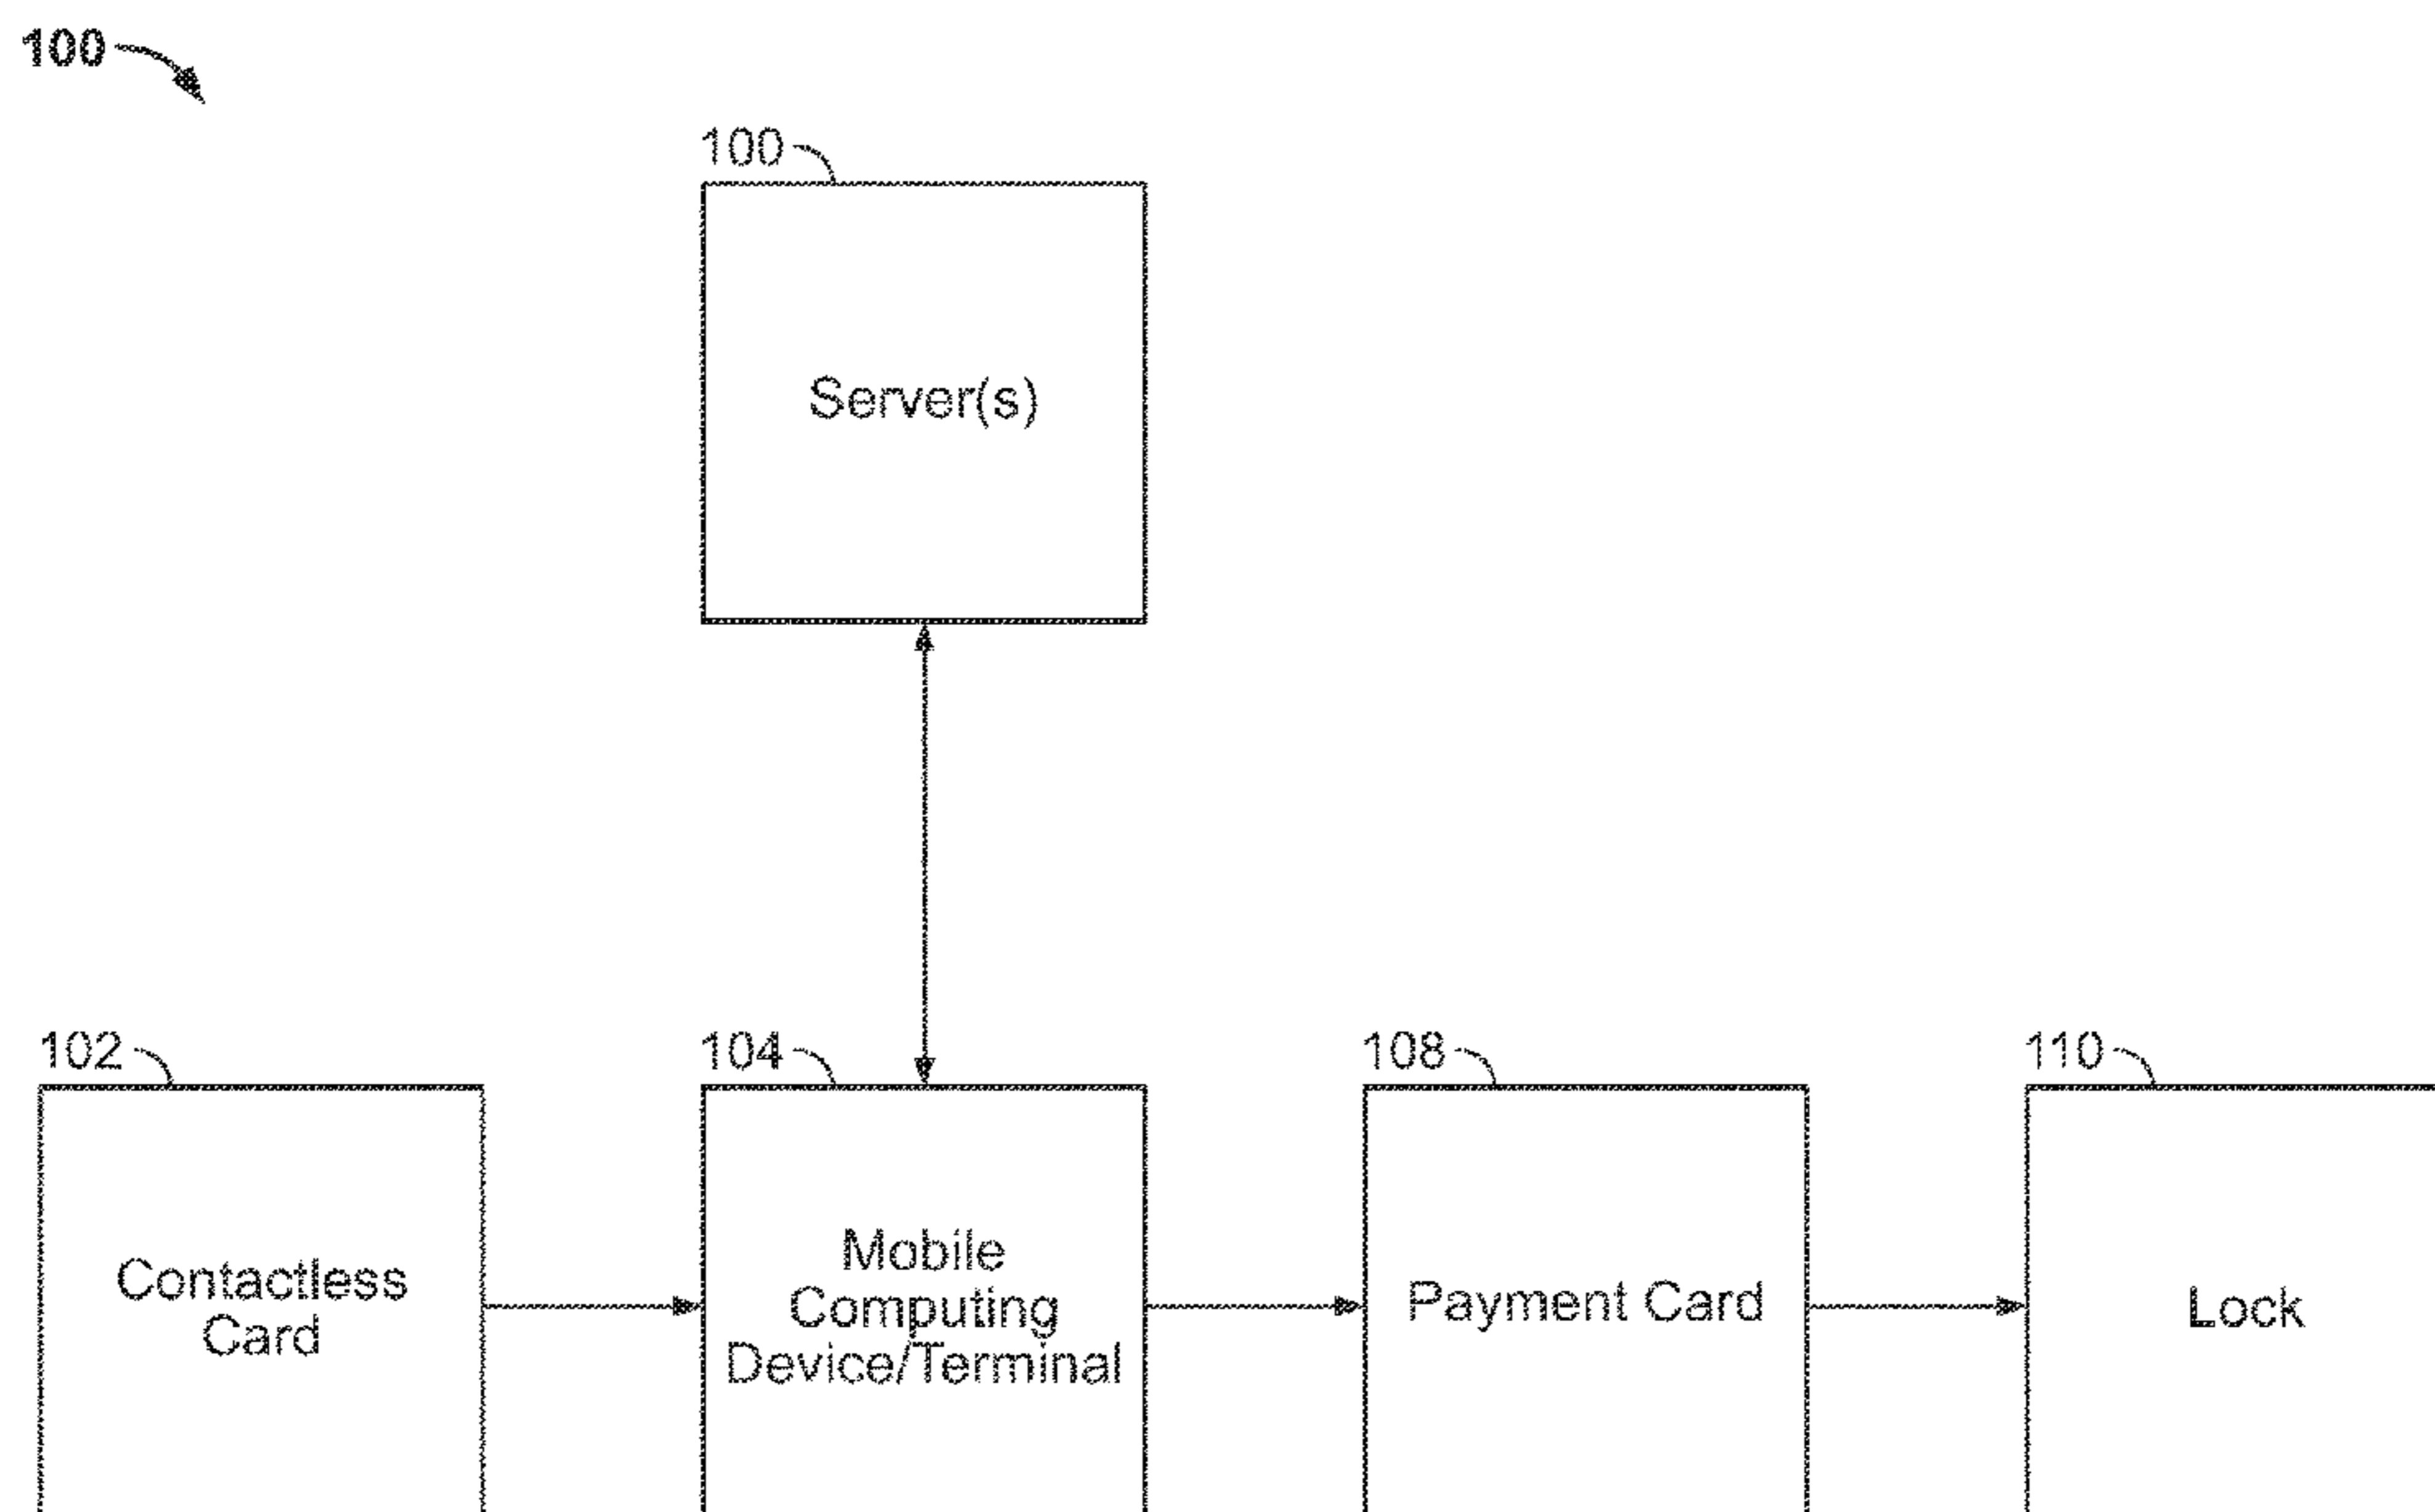 100
100
Server(s)
102
104
108
110
Contactless
Card
Mobile
Computing
Device/Terminal
Payment Card
Lock